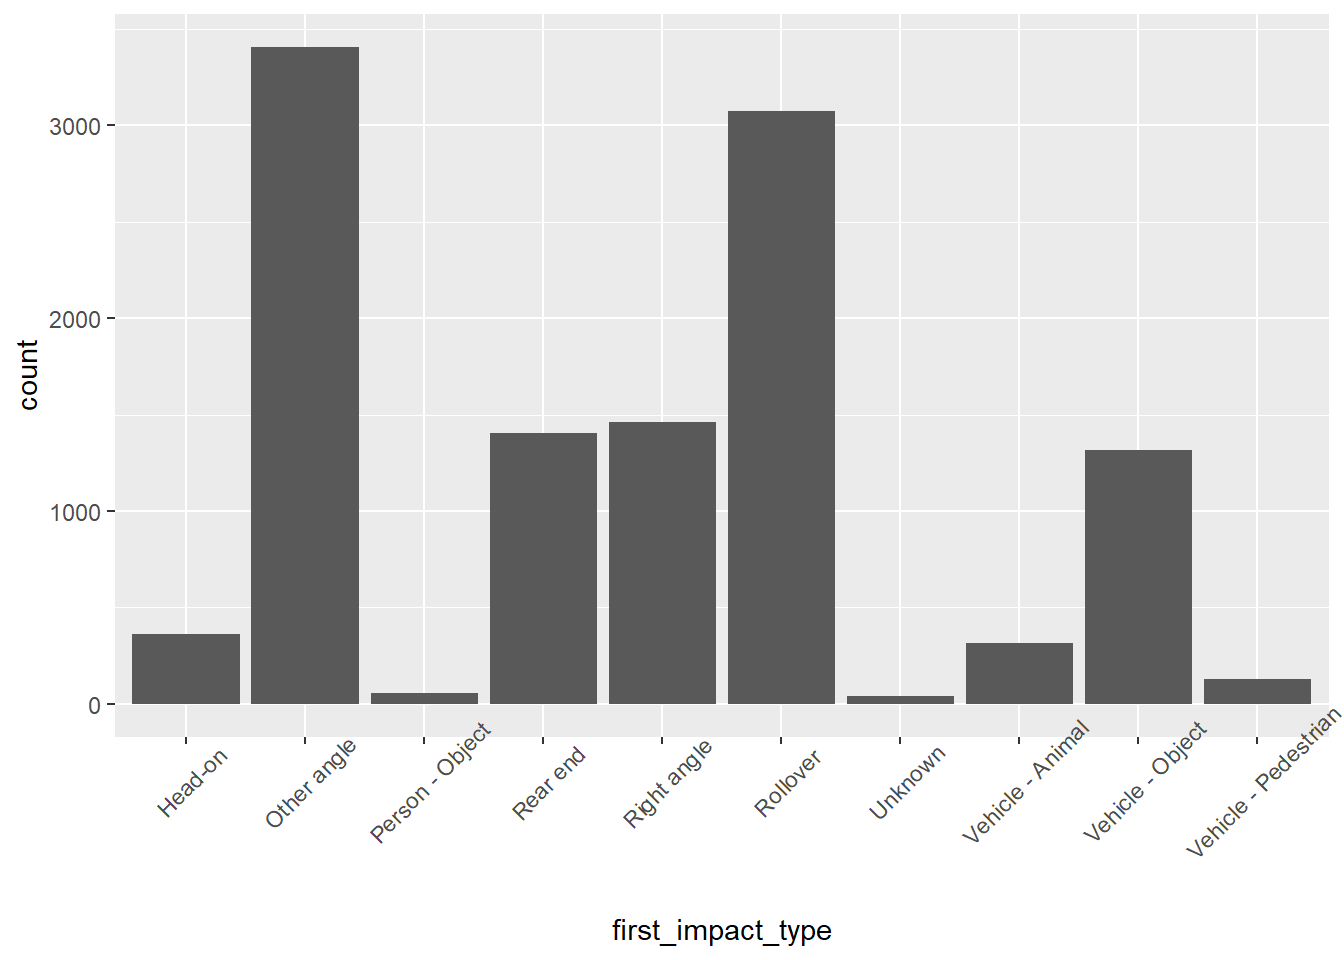 3000
2000
1000
0
count
Head-on
Other angle
Person - Object
Rear end
Right angle
Rollover
Unknown
Vehicle - Animal
Vehicle - Object
Vehicle - Pedestrian
first_impact_type